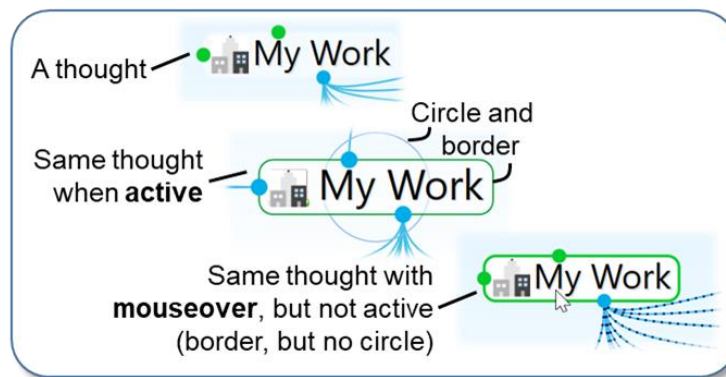 My Work
A thought
Circle and
border
Same thought
when active
My Work
Same thought with
mouseover, but not active
(border, but no circle)
My Work